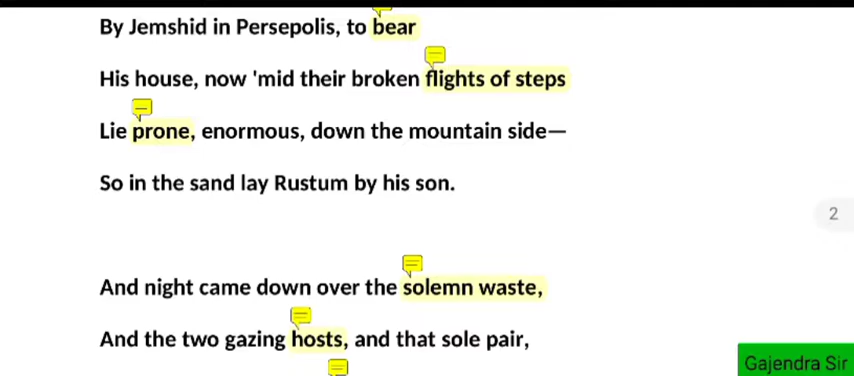 By Jemshid in Persepolis, to bear
His house, now 'mid their broken flights of steps
Lie prone, enormous, down the mountain side—
So in the sand lay Rustum by his son.
2
And night came down over the solemn waste,
And the two gazing hosts, and that sole pair,
Gajendra Sir